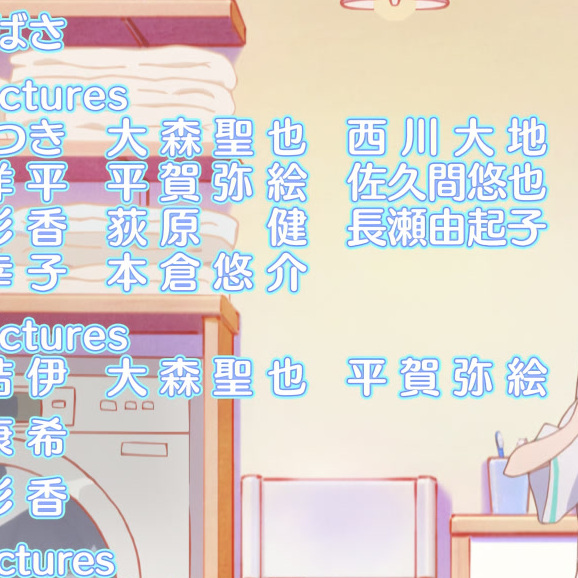 ばさ
ctures
つき 大森聖也 西川大地
平 平賀弥絵 佐久間悠也
香 荻原 健 長瀬由起子
子 本倉悠介
ctures
伊 大森聖也 平賀弥絵
希
香
ctures